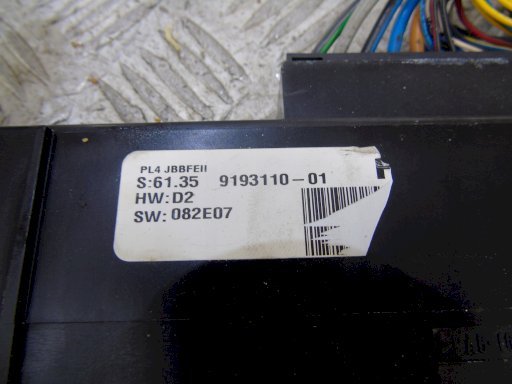 PL4 JBBFEII
S:61.35 9193110-01
HW:D2
SW: 082E07